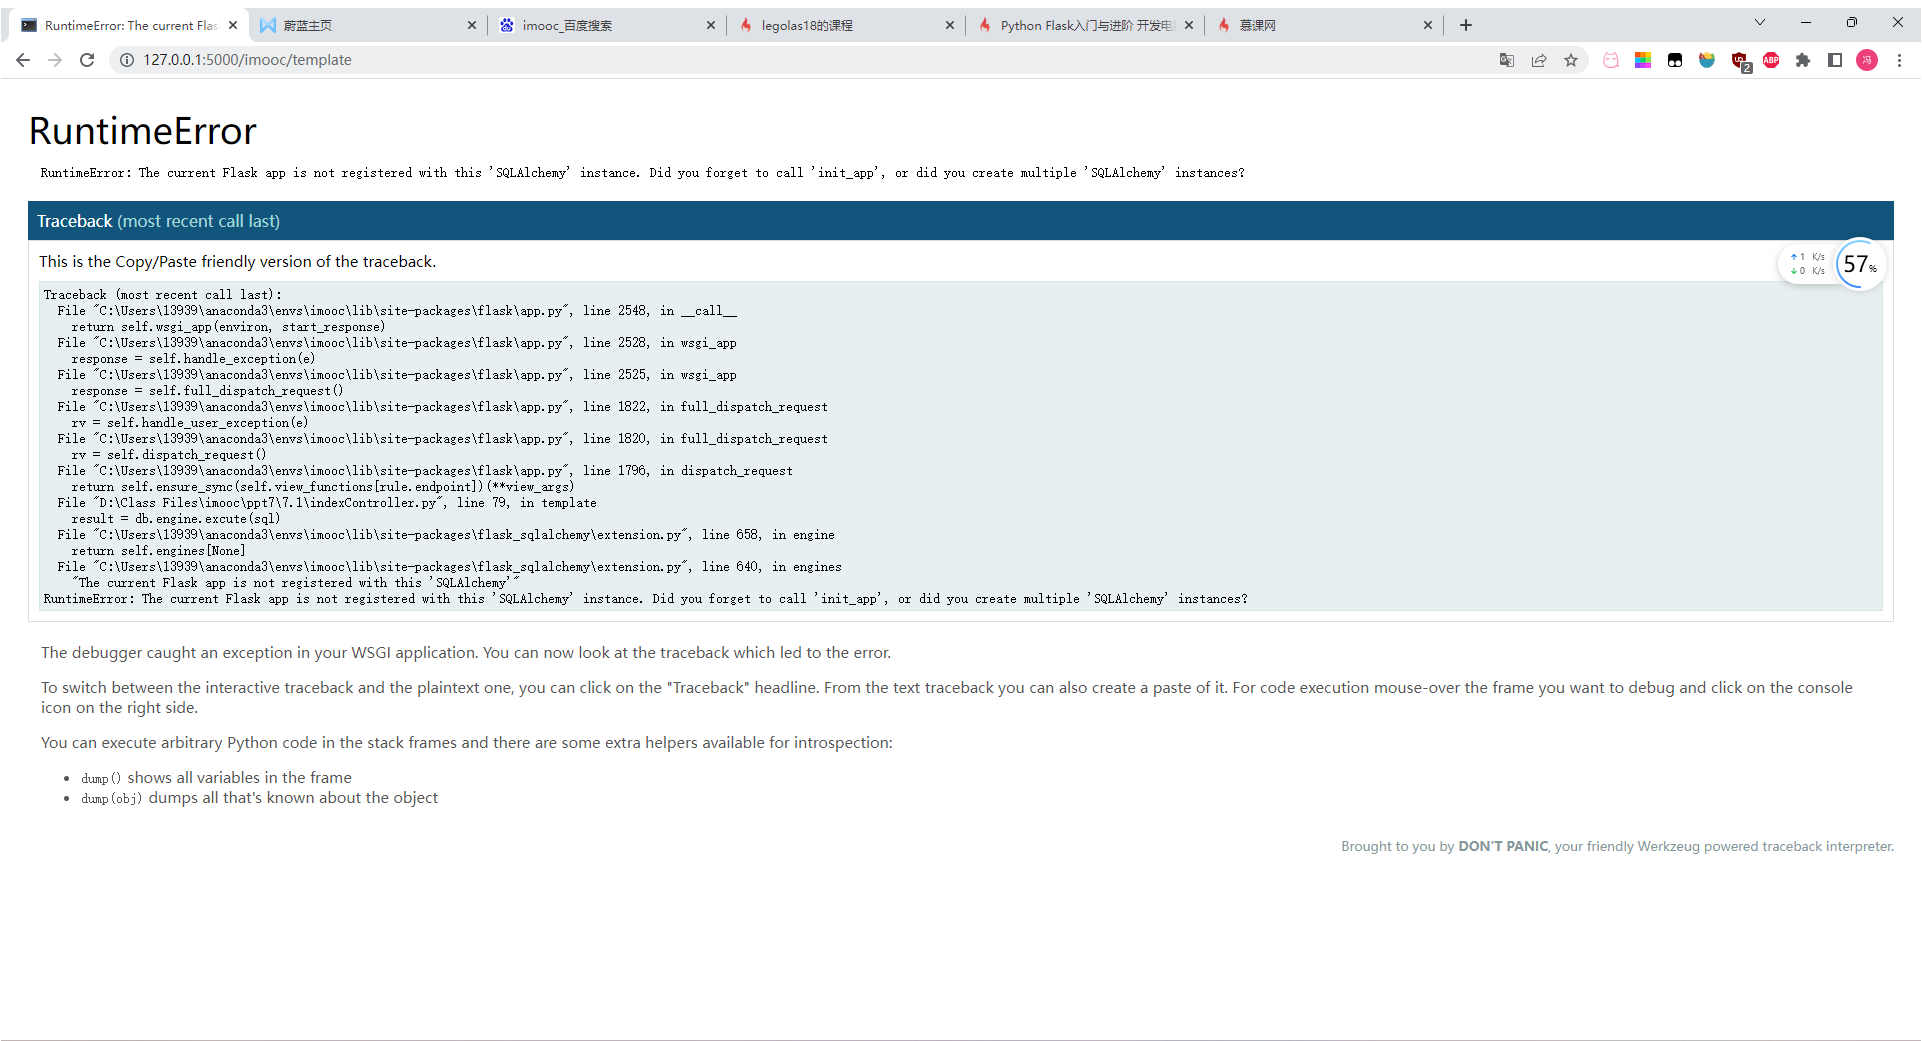 RuntimeError: The current Flas
蔚蓝主页
imooc_百度搜索
legolas18的课程
Python Flask入门与进阶 开发电
慕课网
127.0.0.1:5000/imooc/template
2
ABP
冯
RuntimeError
RuntimeError: The current Flask app is not registered with this 'SQLAlchemy' instance. Did you forget to call 'init_app', or did you create multiple 'SQLAlchemy' instances?
Traceback (most recent call last)
This is the Copy/Paste friendly version of the traceback.
1 K/s
0 K/s
57%
Traceback (most recent call last):
File "C:\Users\13939\anaconda3\envs\imooc\lib\site-packages\flask\app.py", line 2548, in __call__
return self.wsgi_app(environ, start_response)
File "C:\Users\13939\anaconda3\envs\imooc\lib\site-packages\flask\app.py", line 2528, in wsgi_app
response = self.handle_exception(e)
File "C:\Users\13939\anaconda3\envs\imooc\lib\site-packages\flask\app.py", line 2525, in wsgi_app
response = self.full_dispatch_request()
File "C:\Users\13939\anaconda3\envs\imooc\lib\site-packages\flask\app.py", line 1822, in full_dispatch_request
rv = self.handle_user_exception(e)
File "C:\Users\13939\anaconda3\envs\imooc\lib\site-packages\flask\app.py", line 1820, in full_dispatch_request
rv = self.dispatch_request()
File "C:\Users\13939\anaconda3\envs\imooc\lib\site-packages\flask\app.py", line 1796, in dispatch_request
return self.ensure_sync(self.view_functions[rule.endpoint])(**view_args)
File "D:\Class Files\imooc\ppt7\7.1\indexController.py", line 79, in template
result = db.engine.excute(sql)
File "C:\Users\13939\anaconda3\envs\imooc\lib\site-packages\flask_sqlalchemy\extension.py", line 658, in engine
return self.engines[None]
File "C:\Users\13939\anaconda3\envs\imooc\lib\site-packages\flask_sqlalchemy\extension.py", line 640, in engines
"The current Flask app is not registered with this 'SQLAlchemy'"
RuntimeError: The current Flask app is not registered with this 'SQLAlchemy' instance. Did you forget to call 'init_app', or did you create multiple 'SQLAlchemy' instances?
The debugger caught an exception in your WSGI application. You can now look at the traceback which led to the error.
To switch between the interactive traceback and the plaintext one, you can click on the "Traceback" headline. From the text traceback you can also create a paste of it. For code execution mouse-over the frame you want to debug and click on the console
icon on the right side.
You can execute arbitrary Python code in the stack frames and there are some extra helpers available for introspection:
• dump() shows all variables in the frame
• dump(obj) dumps all that's known about the object
Brought to you by DON'T PANIC, your friendly Werkzeug powered traceback interpreter.